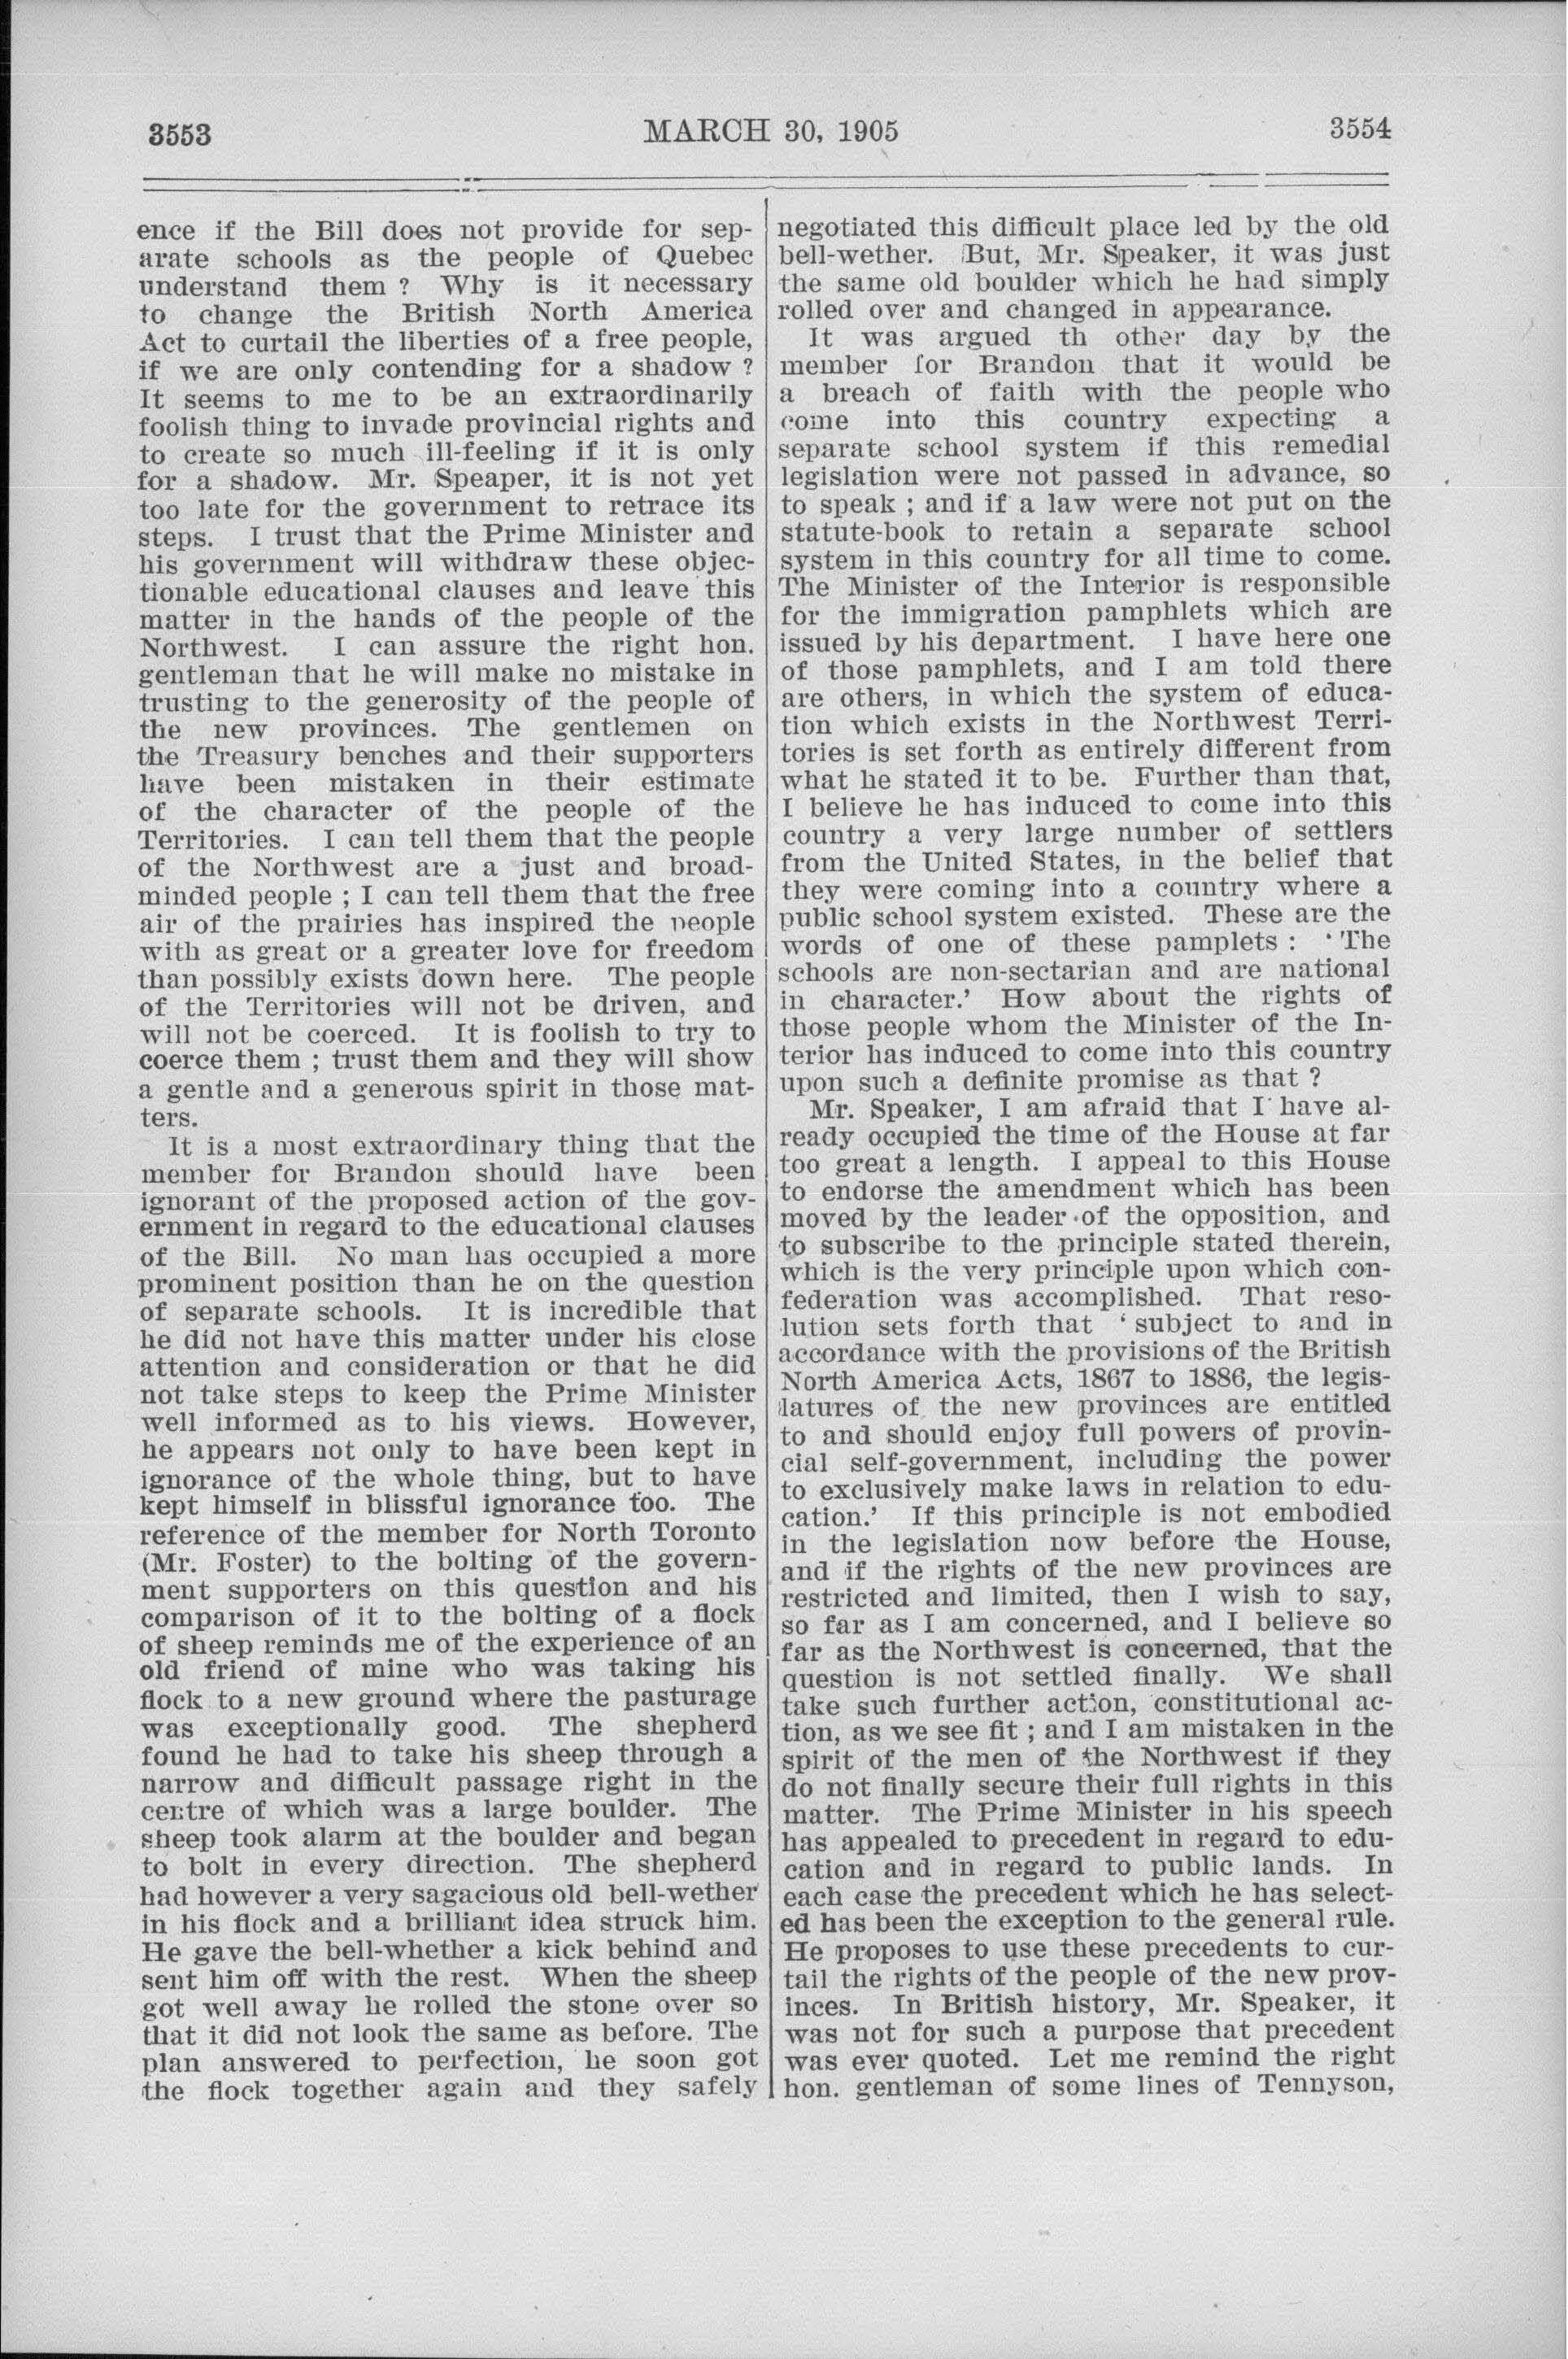 3553
MARCH 30, 1905
3554
ence if the Bill does not provide for sep-
arate schools as the people of Quebec
understand them ? Why is it necessary
to change the British North America
Act to curtail the liberties of a free people,
if we are only contending for a shadow ?
It seems to me to be an extraordinarily
foolish thing to invade provincial rights and
to create so much ill-feeling if it is only
for a shadow. Mr. Speaper, it is not yet
too late for the government to retrace its
steps. I trust that the Prime Minister and
his government will withdraw these objec-
tionable educational clauses and leave this
matter in the hands of the people of the
Northwest. I can assure the right hon.
gentleman that he will make no mistake in
trusting to the generosity of the people of
the new provinces. The gentlemen on
the Treasury benches and their supporters
have been mistaken in their estimate
of the character of the people of the
Territories. I can tell them that the people
of the Northwest are a just and broad-
minded people ; I can tell them that the free
air of the prairies has inspired the people
with as great or a greater love for freedom
than possibly exists down here. The people
of the Territories will not be driven, and
will not be coerced. It is foolish to try to
coerce them ; trust them and they will show
a gentle and a generous spirit in those mat-
ters.
It is a most extraordinary thing that the
member for Brandon should have been
ignorant of the proposed action of the gov-
ernment in regard to the educational clauses
of the Bill. No man has occupied a more
prominent position than he on the question
of separate schools. It is incredible that
he did not have this matter under his close
attention and consideration or that he did
not take steps to keep the Prime Minister
well informed as to his views. However,
he appears not only to have been kept in
ignorance of the whole thing, but to have
kept himself in blissful ignorance too. The
reference of the member for North Toronto
(Mr. Foster) to the bolting of the govern-
ment supporters on this question and his
comparison of it to the bolting of a flock
of sheep reminds me of the experience of an
old friend of mine who was taking his
flock to a new ground where the pasturage
was exceptionally good. The shepherd
found he had to take his sheep through a
narrow and difficult passage right in the
centre of which was a large boulder. The
sheep took alarm at the boulder and began
to bolt in every direction. The shepherd
had however a very sagacious old bell-wether
in his flock and a brilliant idea struck him.
He gave the bell-whether a kick behind and
sent him off with the rest. When the sheep
got well away he rolled the stone over so
that it did not look the same as before. The
plan answered to perfection, he soon got
the flock together again and they safely
negotiated this difficult place led by the old
bell-wether. But, Mr. Speaker, it was just
the same old boulder which he had simply
rolled over and changed in appearance.
It was argued th other day by the
member for Brandon that it would be
a breach of faith with the people who
come into this country expecting a
separate school system if this remedial
legislation were not passed in advance, so
to speak ; and if a law were not put on the
statute-book to retain a separate school
system in this country for all time to come.
The Minister of the Interior is responsible
for the immigration pamphlets which are
issued by his department. I have here one
of those pamphlets, and I am told there
are others, in which the system of educa-
tion which exists in the Northwest Terri-
tories is set forth as entirely different from
what he stated it to be. Further than that,
I believe he has induced to come into this
country a very large number of settlers
from the United States, in the belief that
they were coming into a country where a
public school system existed. These are the
words of one of these pamplets : ‘ The
schools are non-sectarian and are national
in character.’ How about the rights of
those people whom the Minister of the In-
terior has induced to come into this country
upon such a definite promise as that ?
Mr. Speaker, I am afraid that I have al-
ready occupied the time of the House at far
too great a length. I appeal to this House
to endorse the amendment which has been
moved by the leader of the opposition, and
to subscribe to the principle stated therein,
which is the very principle upon which con-
federation was accomplished. That reso-
lution sets forth that ‘ subject to and in
accordance with the provisions of the British
North America Acts, 1867 to 1886, the legis-
latures of the new provinces are entitled
to and should enjoy full powers of provin-
cial self-government, including the power
to exclusively make laws in relation to edu-
cation.’ If this principle is not embodied
in the legislation now before the House,
and if the rights of the new provinces are
restricted and limited, then I wish to say,
so far as I am concerned, and I believe so
far as the Northwest is concerned, that the
question is not settled finally. We shall
take such further action, constitutional ac-
tion, as we see fit ; and I am mistaken in the
spirit of the men of the Northwest if they
do not finally secure their full rights in this
matter. The Prime Minister in his speech
has appealed to precedent in regard to edu-
cation and in regard to public lands. In
each case the precedent which he has select-
ed has been the exception to the general rule.
He proposes to use these precedents to cur-
tail the rights of the people of the new prov-
inces. In British history, Mr. Speaker, it
was not for such a purpose that precedent
was ever quoted. Let me remind the right
hon. gentleman of some lines of Tennyson,